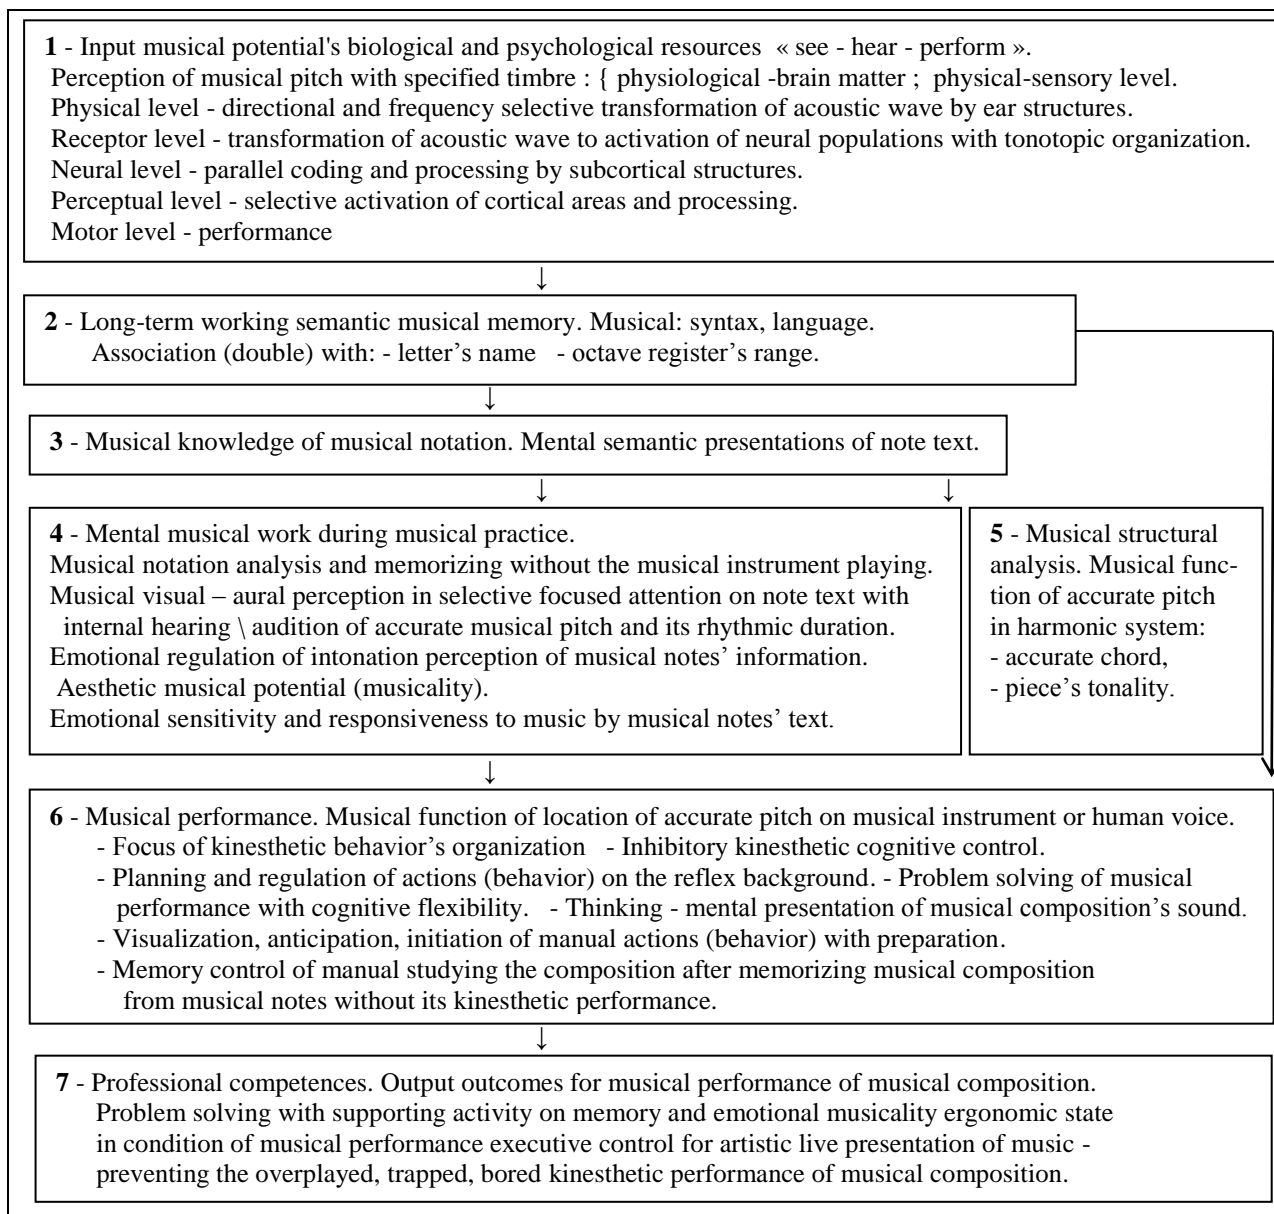 1 - Input musical potential's biological and psychological resources « see - hear - perform ».
Perception of musical pitch with specified timbre : { physiological -brain matter ; physical-sensory level.
Physical level - directional and frequency selective transformation of acoustic wave by ear structures.
Receptor level - transformation of acoustic wave to activation of neural populations with tonotopic organization.
Neural level - parallel coding and processing by subcortical structures.
Perceptual level - selective activation of cortical areas and processing.
Motor level - performance
↓
2 - Long-term working semantic musical memory. Musical: syntax, language.
Association (double) with: - letter's name - octave register's range.
↓
3 - Musical knowledge of musical notation. Mental semantic presentations of note text.
↓ ↓
4 - Mental musical work during musical practice.
Musical notation analysis and memorizing without the musical instrument playing.
Musical visual – aural perception in selective focused attention on note text with
internal hearing \ audition of accurate musical pitch and its rhythmic duration.
Emotional regulation of intonation perception of musical notes' information.
Aesthetic musical potential (musicality).
Emotional sensitivity and responsiveness to music by musical notes' text.
5 - Musical structural
analysis. Musical func-
tion of accurate pitch
in harmonic system:
- accurate chord,
- piece's tonality.
↓
6 - Musical performance. Musical function of location of accurate pitch on musical instrument or human voice.
- Focus of kinesthetic behavior's organization - Inhibitory kinesthetic cognitive control.
- Planning and regulation of actions (behavior) on the reflex background. - Problem solving of musical
performance with cognitive flexibility. - Thinking - mental presentation of musical composition's sound.
- Visualization, anticipation, initiation of manual actions (behavior) with preparation.
- Memory control of manual studying the composition after memorizing musical composition
from musical notes without its kinesthetic performance.
↓
7 - Professional competences. Output outcomes for musical performance of musical composition.
Problem solving with supporting activity on memory and emotional musicality ergonomic state
in condition of musical performance executive control for artistic live presentation of music -
preventing the overplayed, trapped, bored kinesthetic performance of musical composition.